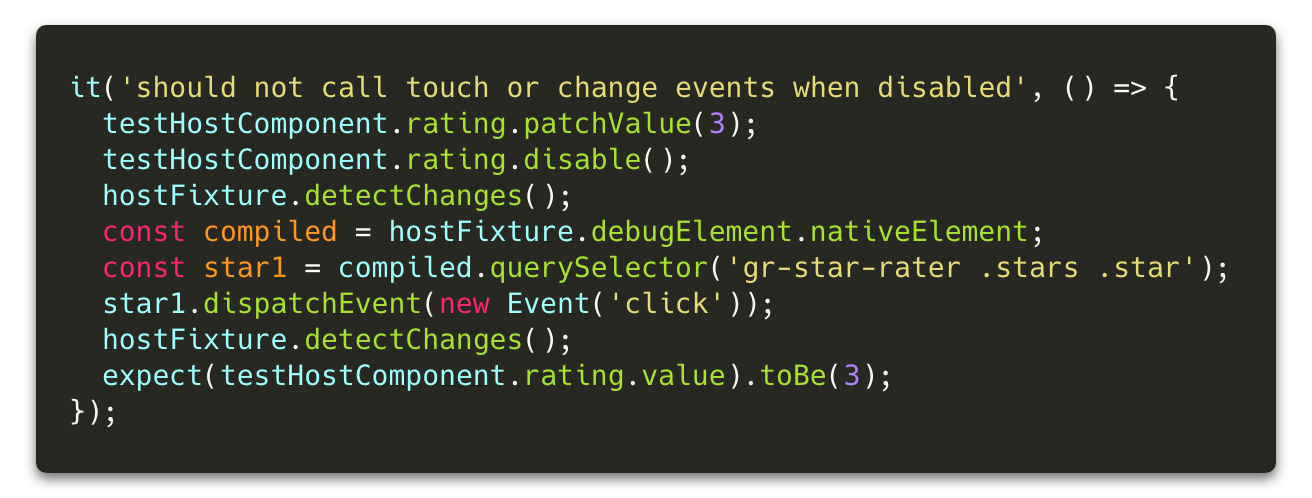 it('should not call touch or change events when disabled', () => {
  testHostComponent.rating.patchValue(3);
  testHostComponent.rating.disable();
  hostFixture.detectChanges();
  const compiled = hostFixture.debugElement.nativeElement;
  const star1 = compiled.querySelector('gr-star-rater .stars .star');
  star1.dispatchEvent(new Event('click'));
  hostFixture.detectChanges();
  expect(testHostComponent.rating.value).toBe(3);
});